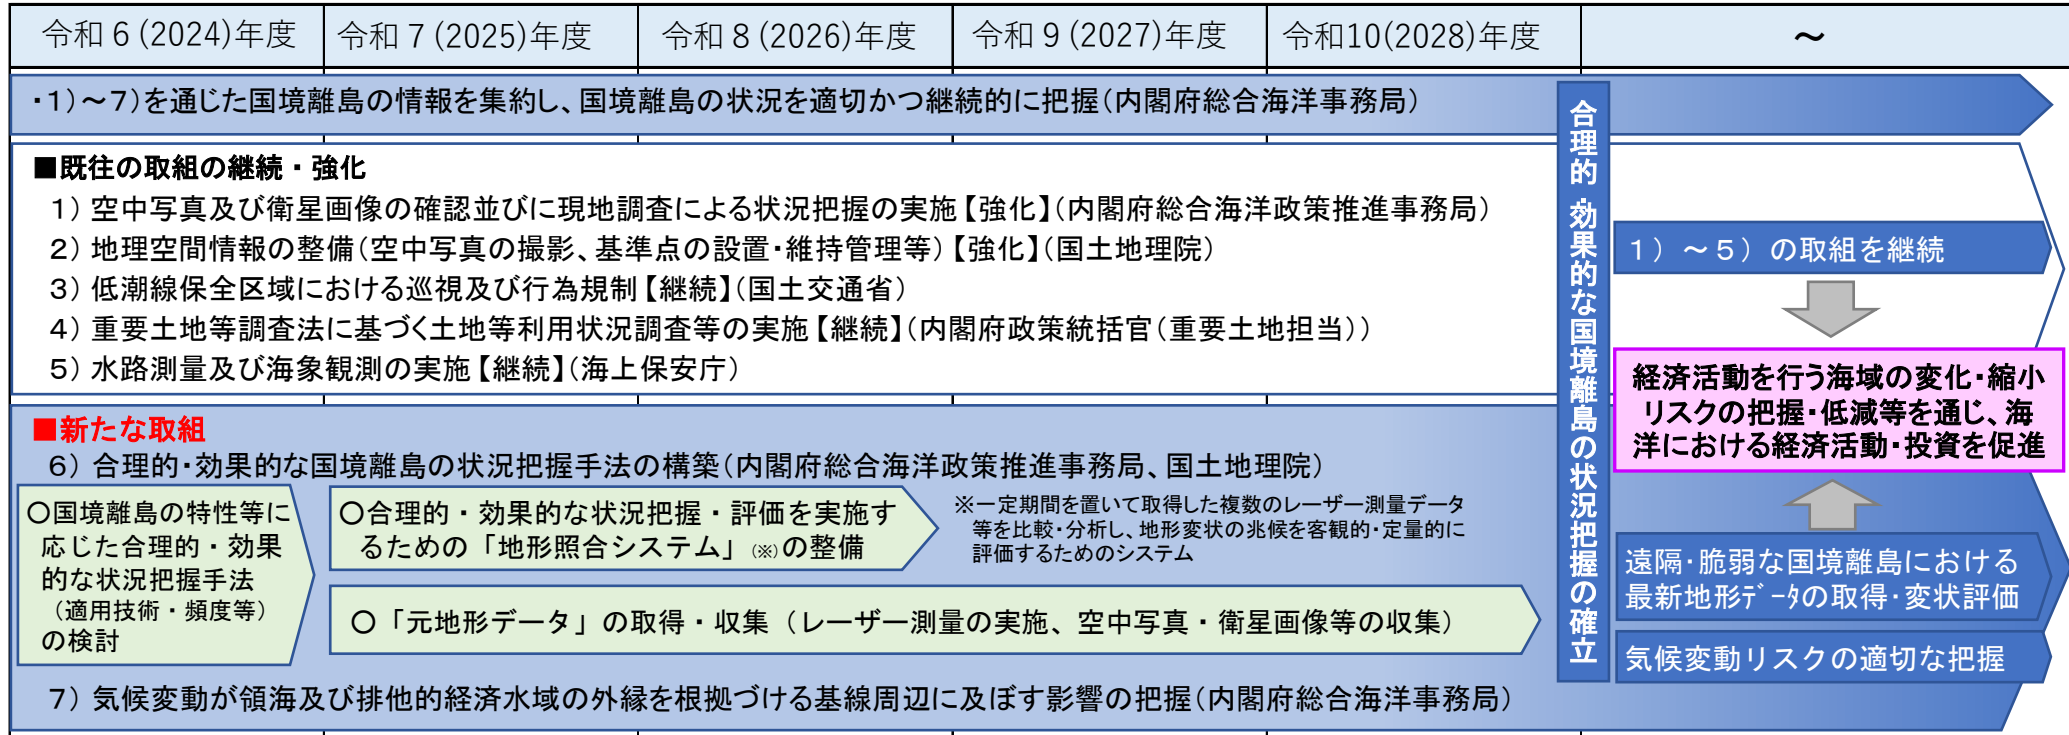 令和6(2024)年度
令和7(2025)年度
令和8(2026)年度
令和9(2027)年度
令和10(2028)年度
～
・1)～7)を通じた国境離島の情報を集約し、国境離島の状況を適切かつ継続的に把握(内閣府総合海洋事務局)
■既往の取組の継続・強化
1) 空中写真及び衛星画像の確認並びに現地調査による状況把握の実施【強化】(内閣府総合海洋政策推進事務局)
2) 地理空間情報の整備(空中写真の撮影、基準点の設置・維持管理等)【強化】(国土地理院)
3) 低潮線保全区域における巡視及び行為規制【継続】(国土交通省)
4) 重要土地等調査法に基づく土地等利用状況調査等の実施【継続】(内閣府政策統括官(重要土地担当))
5) 水路測量及び海象観測の実施【継続】(海上保安庁)
■新たな取組
6) 合理的・効果的な国境離島の状況把握手法の構築(内閣府総合海洋政策推進事務局、国土地理院)
〇国境離島の特性等に
応じた合理的・効果
的な状況把握手法
（適用技術・頻度等）
の検討
〇合理的・効果的な状況把握・評価を実施す
るための「地形照合システム」(※)の整備
※一定期間を置いて取得した複数のレーザー測量データ
等を比較・分析し、地形変状の兆候を客観的・定量的に
評価するためのシステム
〇「元地形データ」の取得・収集（レーザー測量の実施、空中写真・衛星画像等の収集）
7) 気候変動が領海及び排他的経済水域の外縁を根拠づける基線周辺に及ぼす影響の把握(内閣府総合海洋事務局)
合理的・効果的な国境離島の状況把握の確立
1）～5）の取組を継続
経済活動を行う海域の変化・縮小
リスクの把握・低減等を通じ、海
洋における経済活動・投資を促進
遠隔・脆弱な国境離島における
最新地形ﾃﾞｰﾀの取得・変状評価
気候変動リスクの適切な把握